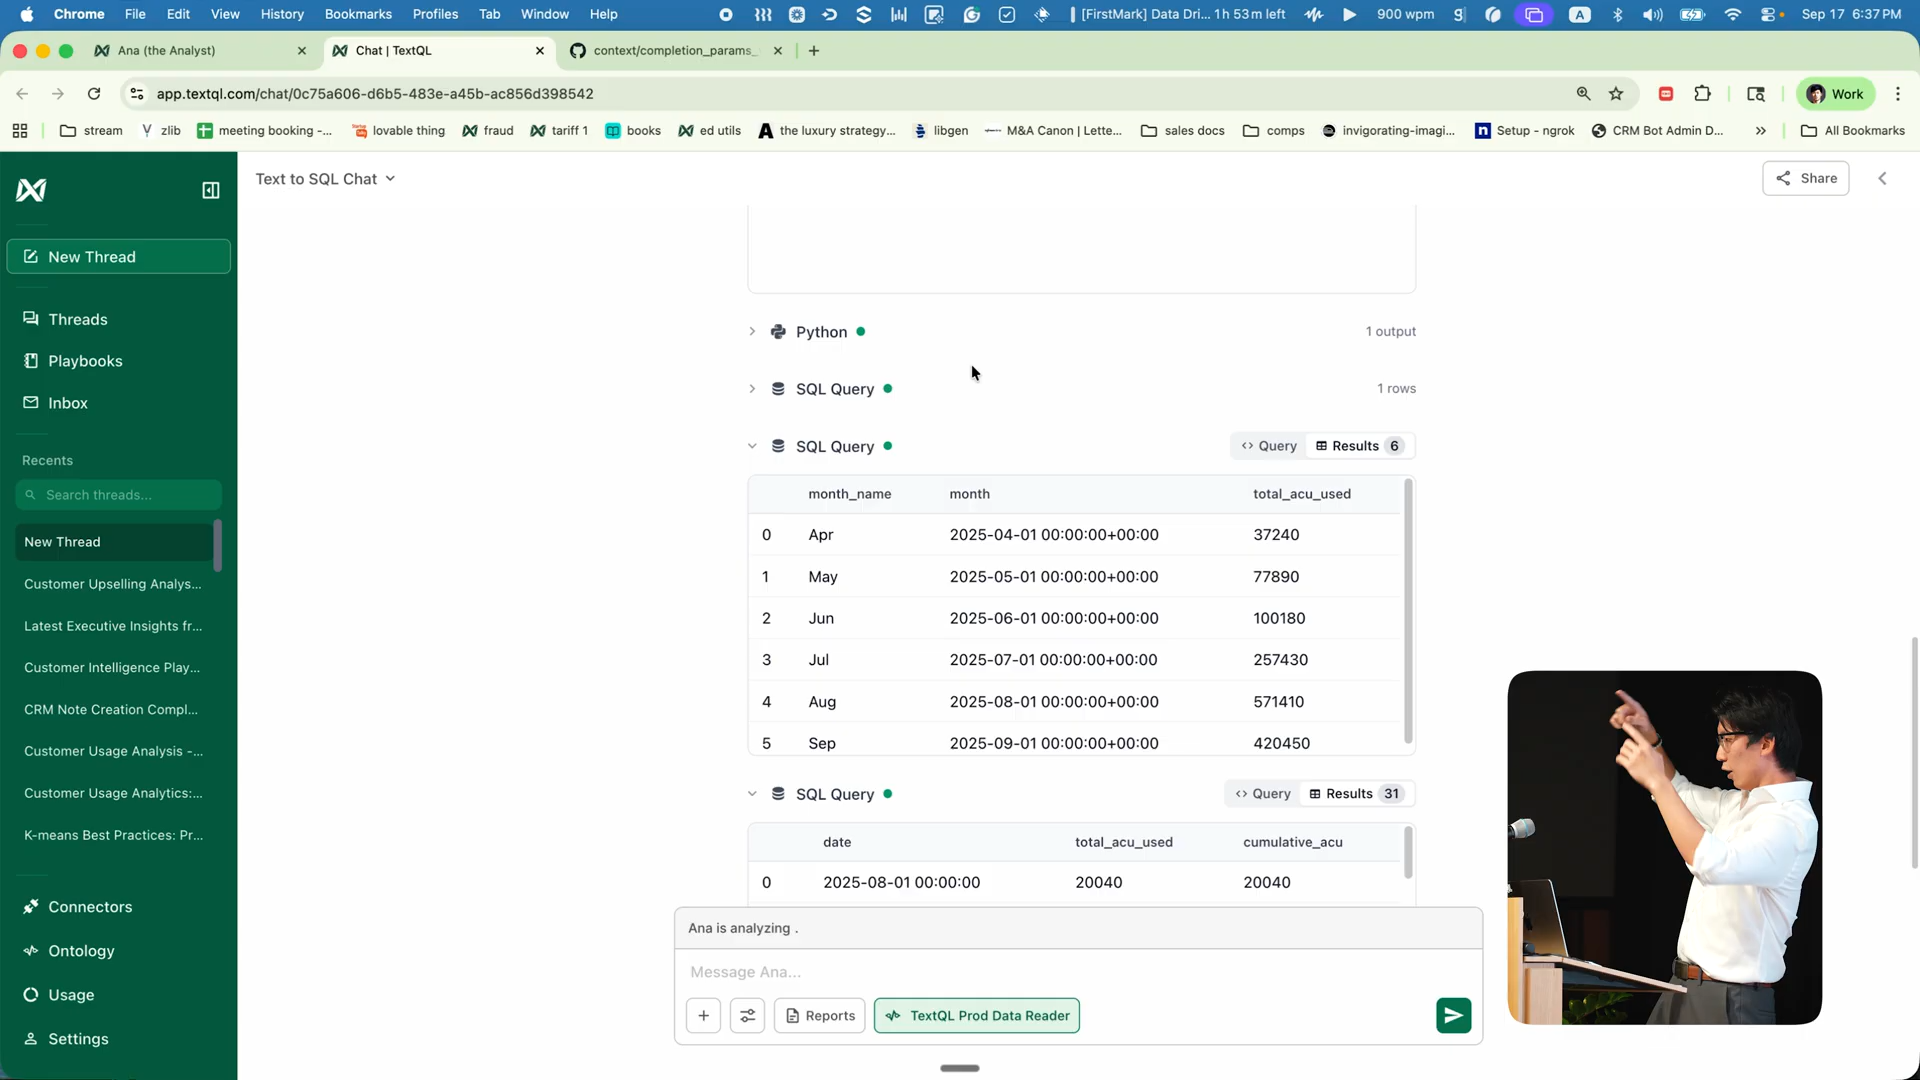 Chrome File Edit View History Bookmarks Profiles Tab Window Help [FirstMark] Data Dri... 1 h 53 m left 900 wpm A Sep 17 6:37 PM
Ana (the Analyst) Chat | TextQL context/completion_params_
app.textql.com/chat/0c75a606-d6b5-483e-a45b-ac856d398542 Work
stream zlib meeting booking -... lovable thing fraud tariff 1 books ed utils the luxury strategy... libgen M&A Canon | Lette... sales docs comps invigorating-imagi... Setup - ngrok CRM Bot Admin D... All Bookmarks
Text to SQL Chat Share
New Thread
Threads
Playbooks
Inbox
Recents
Search threads...
New Thread
Customer Upselling Analys...
Latest Executive Insights fr...
Customer Intelligence Play...
CRM Note Creation Compl...
Customer Usage Analysis -...
Customer Usage Analytics:...
K-means Best Practices: Pr...
Connectors
Ontology
Usage
Settings
Python 1 output
SQL Query 1 rows
SQL Query Query Results 6
month_name month total_acu_used
0 Apr 2025-04-01 00:00:00+00:00 37240
1 May 2025-05-01 00:00:00+00:00 77890
2 Jun 2025-06-01 00:00:00+00:00 100180
3 Jul 2025-07-01 00:00:00+00:00 257430
4 Aug 2025-08-01 00:00:00+00:00 571410
5 Sep 2025-09-01 00:00:00+00:00 420450
SQL Query Query Results 31
date total_acu_used cumulative_acu
0 2025-08-01 00:00:00 20040 20040
Ana is analyzing .
Message Ana...
Reports TextQL Prod Data Reader